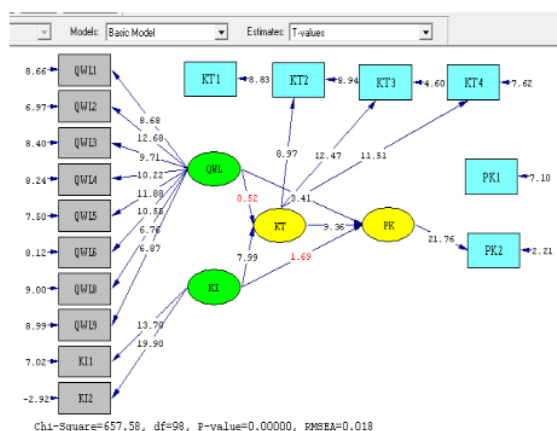 Models: Basic Model Estimates: T-values
8.66 QWL1
6.97 QWL2
8.40 QWL3
8.24 QWL4
7.50 QWL5
8.12 QWL6
9.00 QWL8
8.99 QWL9
7.02 KI1
-2.92 KI2
8.68
12.68
9.71
10.22
11.88
10.55
6.76
6.87
13.70
19.90
KT1 8.83
KT2 8.94
KT3 4.60
KT4 7.62
8.97
12.47
11.51
QWL
0.52
3.41
KT
9.36
PK
7.99
1.69
KI
PK1 7.10
21.76
PK2 2.21
Chi-Square=657.58, df=98, P-value=0.00000, RMSEA=0.018